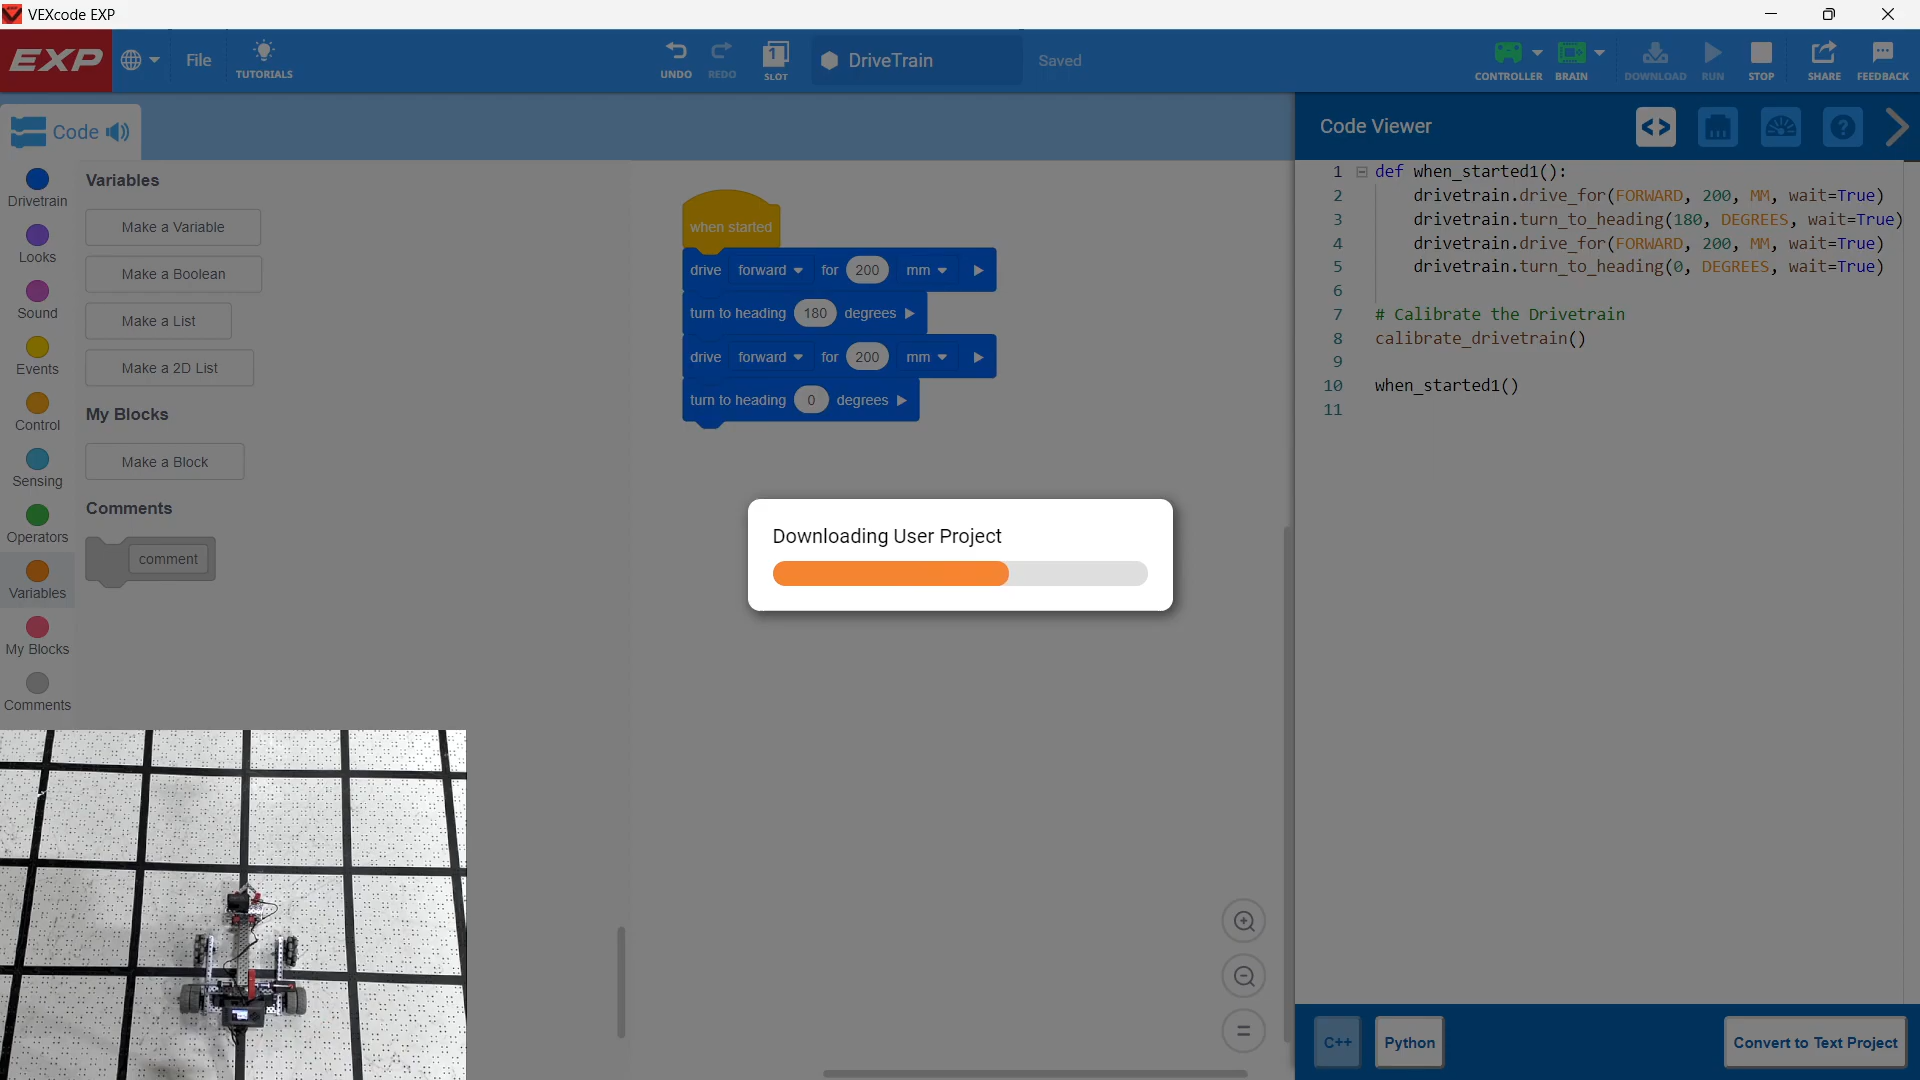 VEXcode EXP
EXP
File
TUTORIALS
UNDO
REDO
1
SLOT
DriveTrain
Saved
CONTROLLER
BRAIN
DOWNLOAD
RUN
STOP
SHARE
FEEDBACK
Code
Drivetrain
Looks
Sound
Events
Control
Sensing
Operators
Variables
My Blocks
Comments
Variables
Make a Variable
Make a Boolean
Make a List
Make a 2D List
My Blocks
Make a Block
Comments
comment
when started
drive forward for 200 mm
turn to heading 180 degrees
drive forward for 200 mm
turn to heading 0 degrees
Downloading User Project
Code Viewer
?
1 def when_started1():
2 drivetrain.drive_for(FORWARD, 200, MM, wait=True)
3 drivetrain.turn_to_heading(180, DEGREES, wait=True)
4 drivetrain.drive_for(FORWARD, 200, MM, wait=True)
5 drivetrain.turn_to_heading(0, DEGREES, wait=True)
6
7 # Calibrate the Drivetrain
8 calibrate_drivetrain()
9
10 when_started1()
11
C++
Python
Convert to Text Project